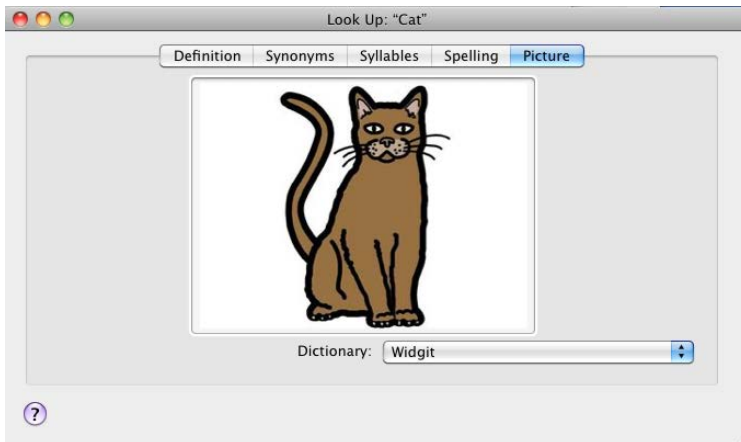 Look Up: “Cat”
Definition Synonyms Syllables Spelling Picture
Dictionary: Widgit
?